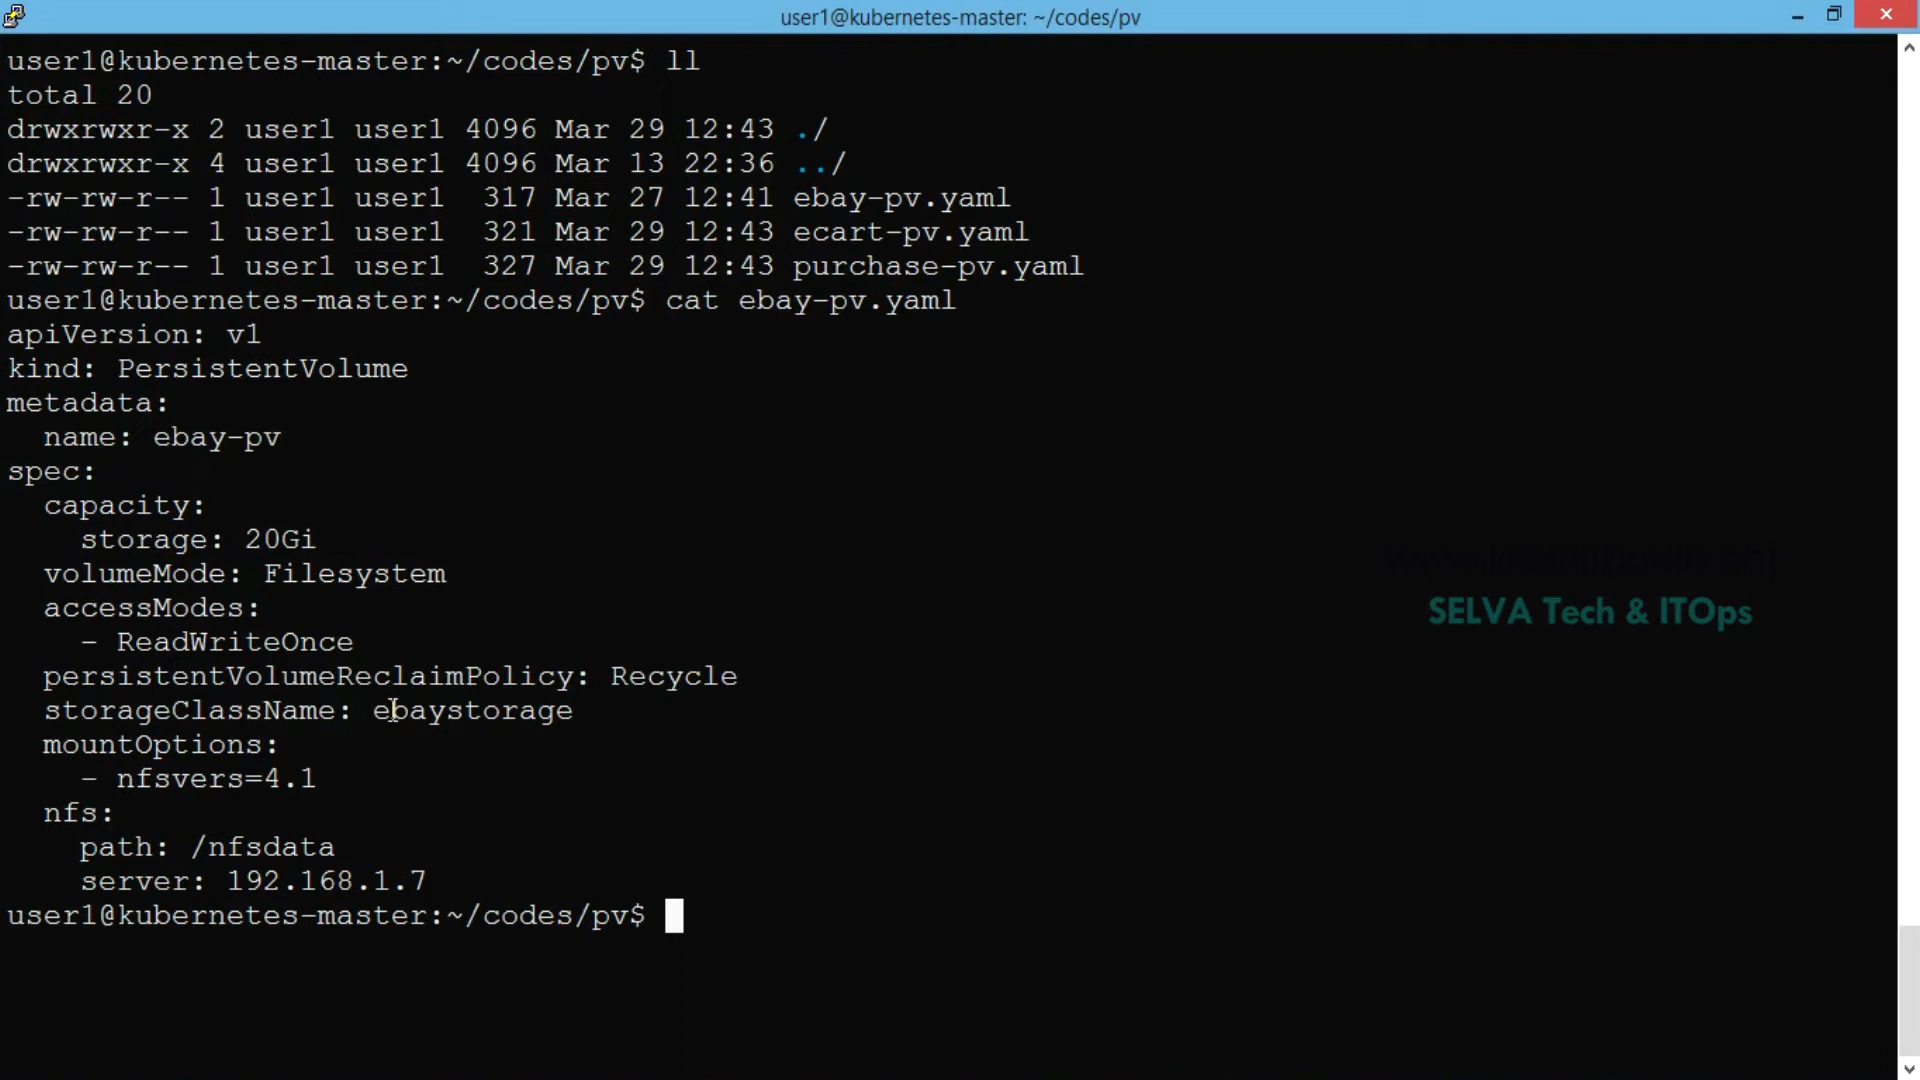 user1@kubernetes-master: ~/codes/pv
user1@kubernetes-master:~/codes/pv$ ll
total 20
drwxrwxr-x 2 user1 user1 4096 Mar 29 12:43 ./
drwxrwxr-x 4 user1 user1 4096 Mar 13 22:36 ../
-rw-rw-r-- 1 user1 user1  317 Mar 27 12:41 ebay-pv.yaml
-rw-rw-r-- 1 user1 user1  321 Mar 29 12:43 ecart-pv.yaml
-rw-rw-r-- 1 user1 user1  327 Mar 29 12:43 purchase-pv.yaml
user1@kubernetes-master:~/codes/pv$ cat ebay-pv.yaml
apiVersion: v1
kind: PersistentVolume
metadata:
  name: ebay-pv
spec:
  capacity:
    storage: 20Gi
  volumeMode: Filesystem
  accessModes:
    - ReadWriteOnce
  persistentVolumeReclaimPolicy: Recycle
  storageClassName: ebaystorage
  mountOptions:
    - nfsvers=4.1
  nfs:
    path: /nfsdata
    server: 192.168.1.7
user1@kubernetes-master:~/codes/pv$
SELVA Tech & ITOps